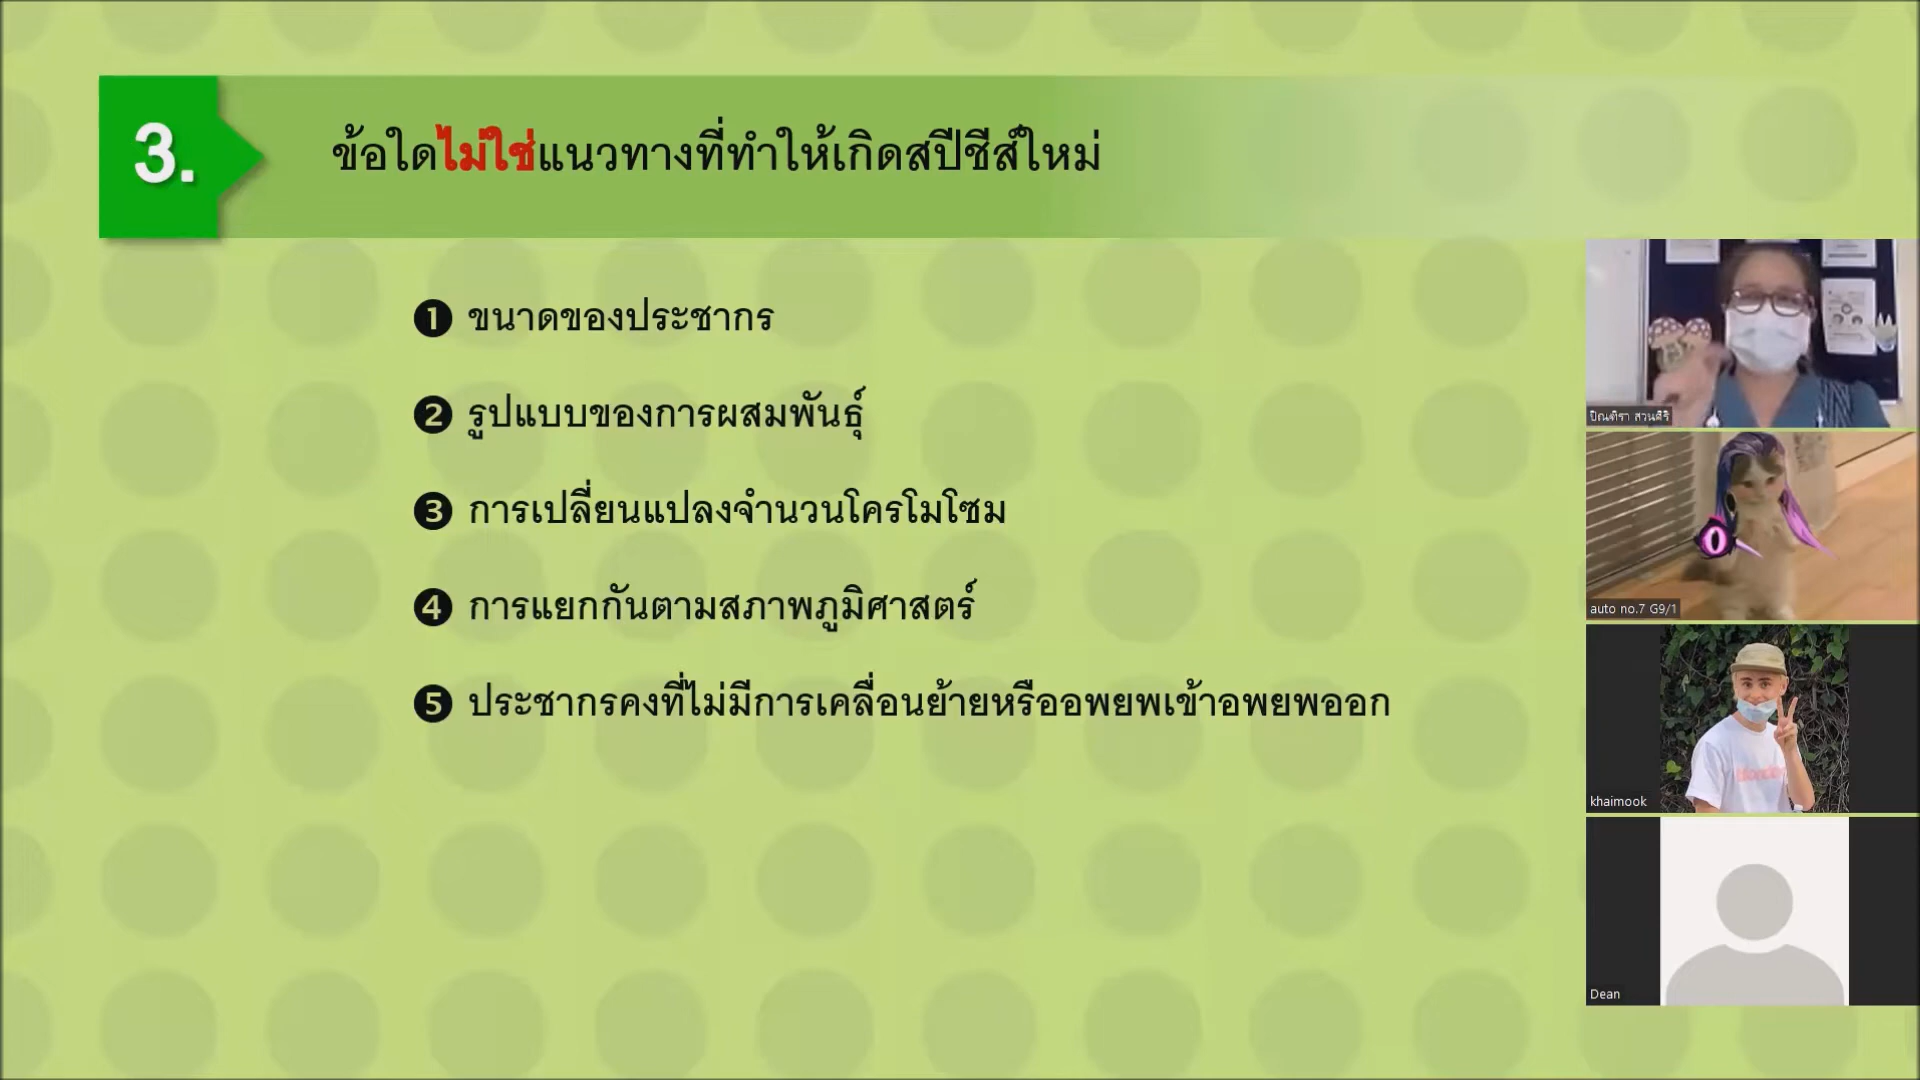 3.
ข้อใดไม่ใช่แนวทางที่ทำให้เกิดสปีชีส์ใหม่
❶ ขนาดของประชากร
❷ รูปแบบของการผสมพันธุ์
❸ การเปลี่ยนแปลงจำนวนโครโมโซม
❹ การแยกกันตามสภาพภูมิศาสตร์
❺ ประชากรคงที่ไม่มีการเคลื่อนย้ายหรืออพยพเข้าอพยพออก
ปิณฑิรา สวนศิริ
auto no.7 G9/1
khaimook
Dean